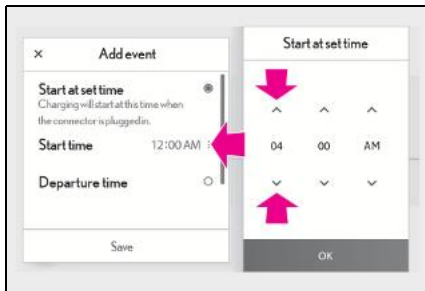 × Add event
Start at set time
Charging will start at this time when
the connector is plugged in.
Start time 12:00 AM
Departure time
Save
Start at set time
04 00 AM
OK